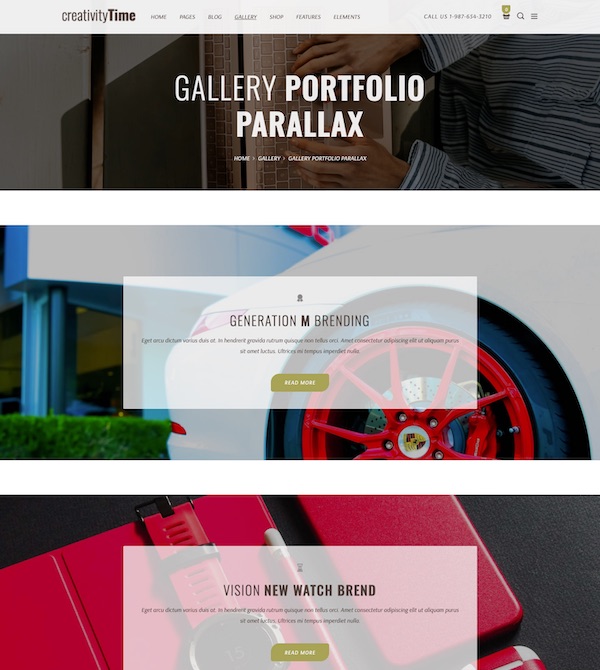 creativityTime
HOME PAGES BLOG GALLERY SHOP FEATURES ELEMENTS
CALL US 1-987-654-3210
GALLERY PORTFOLIO
PARALLAX
HOME > GALLERY > GALLERY PORTFOLIO PARALLAX
GENERATION M BRENDING
Eget arcu dictum varius duis at. In hendrerit gravida rutrum quisque non tellus orci. Amet consectetur adipiscing elit ut aliquam purus
sit amet luctus. Ultrices mi tempus imperdiet nulla.
READ MORE
VISION NEW WATCH BREND
Eget arcu dictum varius duis at. In hendrerit gravida rutrum quisque non tellus orci. Amet consectetur adipiscing elit ut aliquam purus
sit amet luctus. Ultrices mi tempus imperdiet nulla.
READ MORE